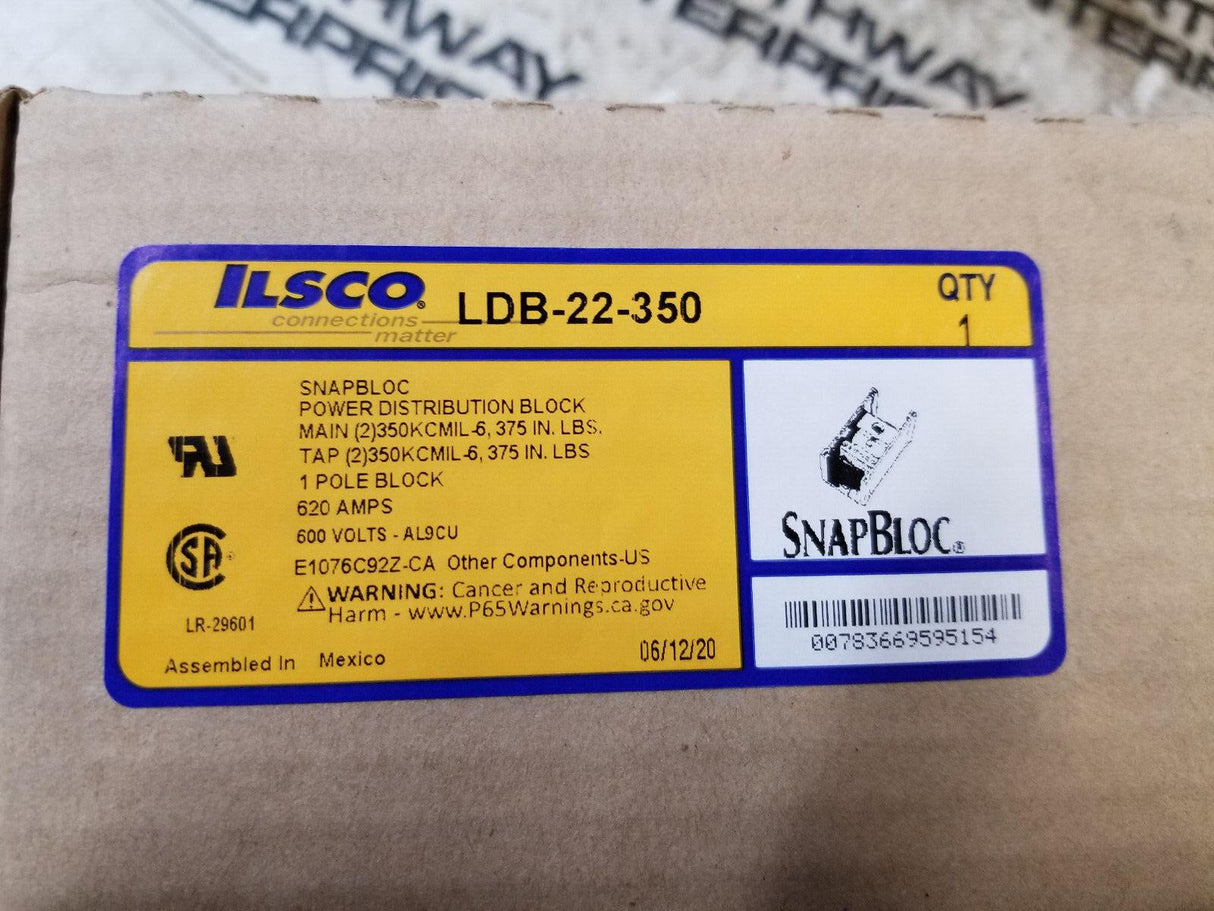 THWAY
ENTERPRIS
ILSCO®
connections
matter
LDB-22-350
QTY
1
SNAPBLOC
POWER DISTRIBUTION BLOCK
MAIN (2)350KCMIL-6, 375 IN. LBS.
TAP (2)350KCMIL-6, 375 IN. LBS
1 POLE BLOCK
620 AMPS
600 VOLTS - AL9CU
E1076C92Z-CA Other Components-US
⚠WARNING: Cancer and Reproductive
Harm - www.P65Warnings.ca.gov
LR-29601
Assembled In Mexico
06/12/20
SNAPBLOC®
00783669595154